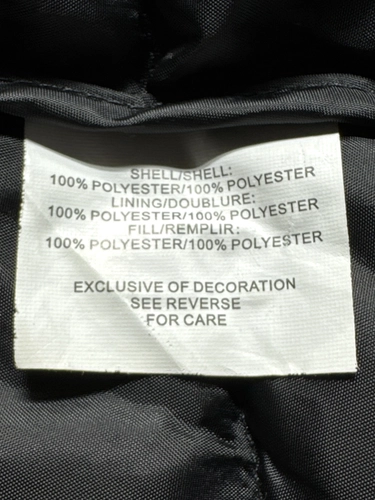 SHELL/SHELL:
100% POLYESTER/100% POLYESTER
LINING/DOUBLURE:
100% POLYESTER/100% POLYESTER
FILL/REMPLIR:
100% POLYESTER/100% POLYESTER
EXCLUSIVE OF DECORATION
SEE REVERSE
FOR CARE